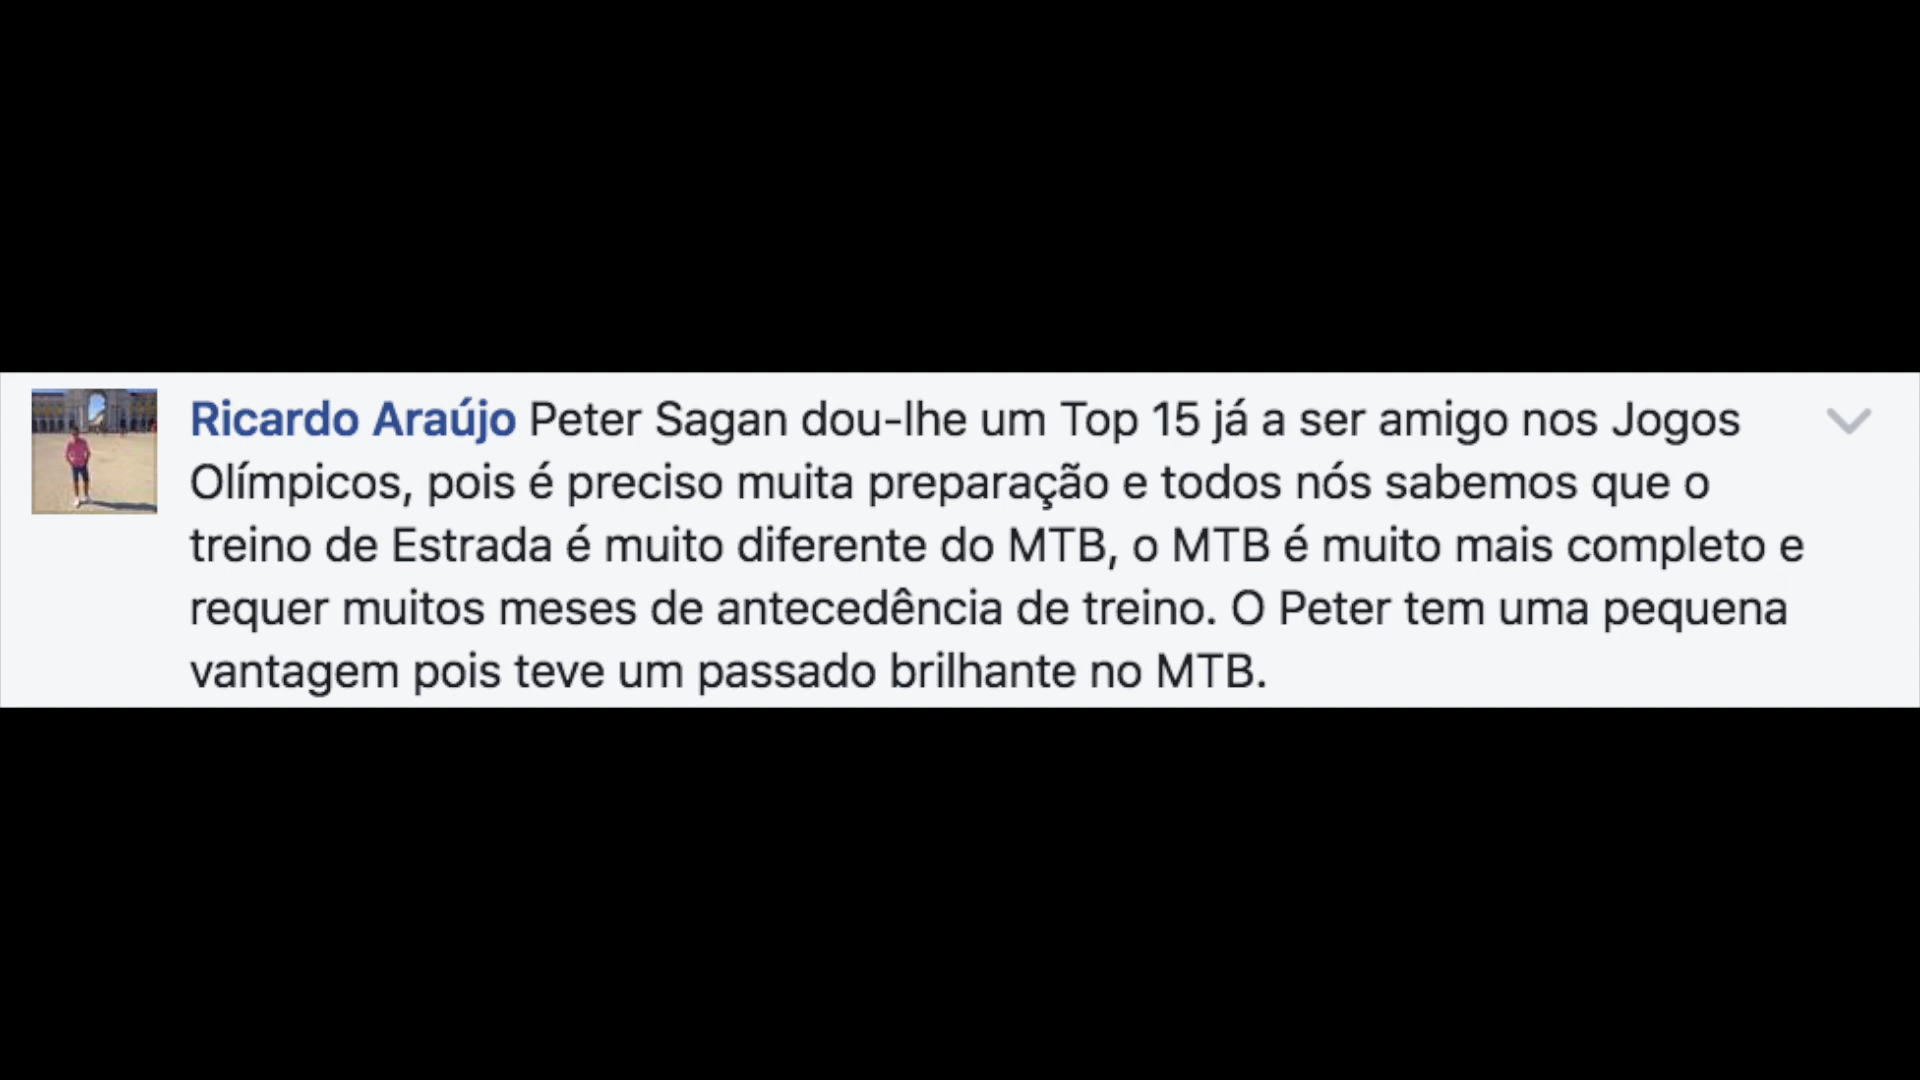 Ricardo Araújo Peter Sagan dou-lhe um Top 15 já a ser amigo nos Jogos
Olímpicos, pois é preciso muita preparação e todos nós sabemos que o
treino de Estrada é muito diferente do MTB, o MTB é muito mais completo e
requer muitos meses de antecedência de treino. O Peter tem uma pequena
vantagem pois teve um passado brilhante no MTB.